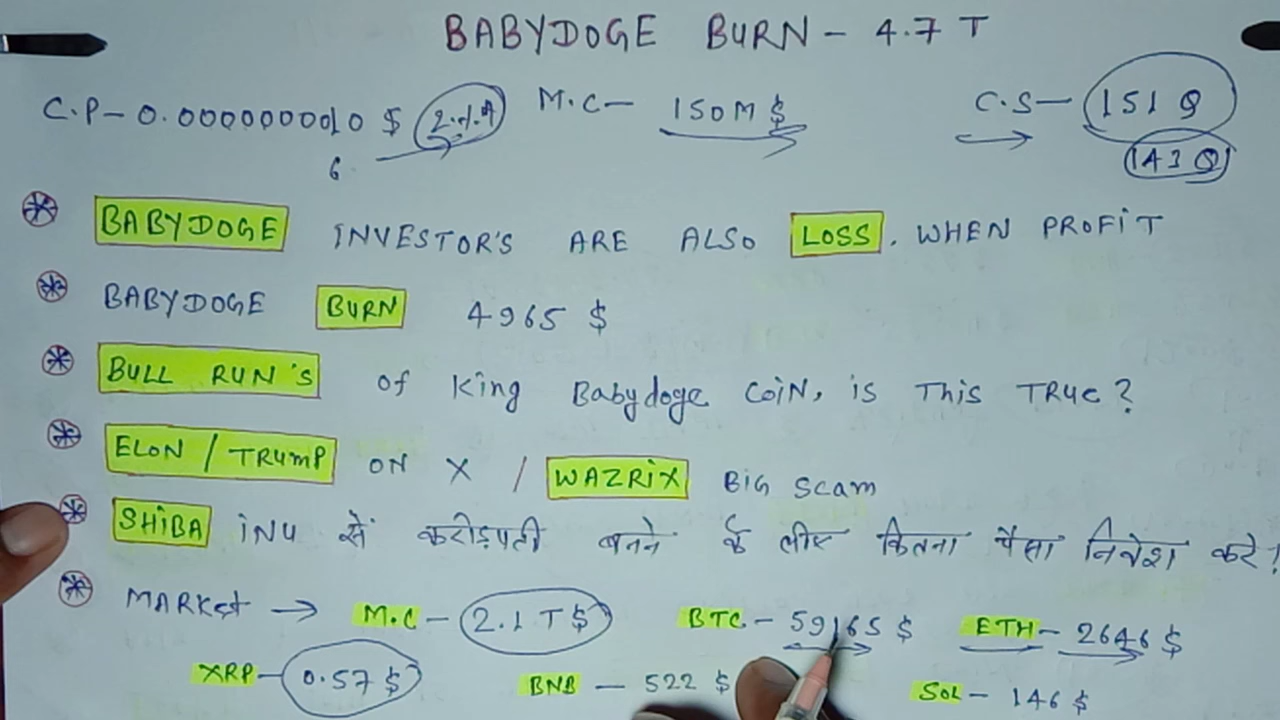 BABYDOGE BURN - 4.7 T
C.P - 0.0000000010 $ 2.1.9 M.C - 150M $ C.S - 151 Q
6. 143 Q
BABYDOGE INVESTOR'S ARE ALSO LOSS. WHEN PROFIT
BABYDOGE BURN 4965 $
BULL RUN'S of King Babydoge COIN, is This TRUe?
ELON / TRUMP ON X / WAZRIX BIG Scam
SHIBA INU सें करोड़पती बनने के लीए कितना पैसा निवेश करे!
MARKet → M.C - 2.1 T $ BTC - 59165 $ ETH - 2646 $
XRP - 0.57 $ BNB - 522 $ SOL - 146 $